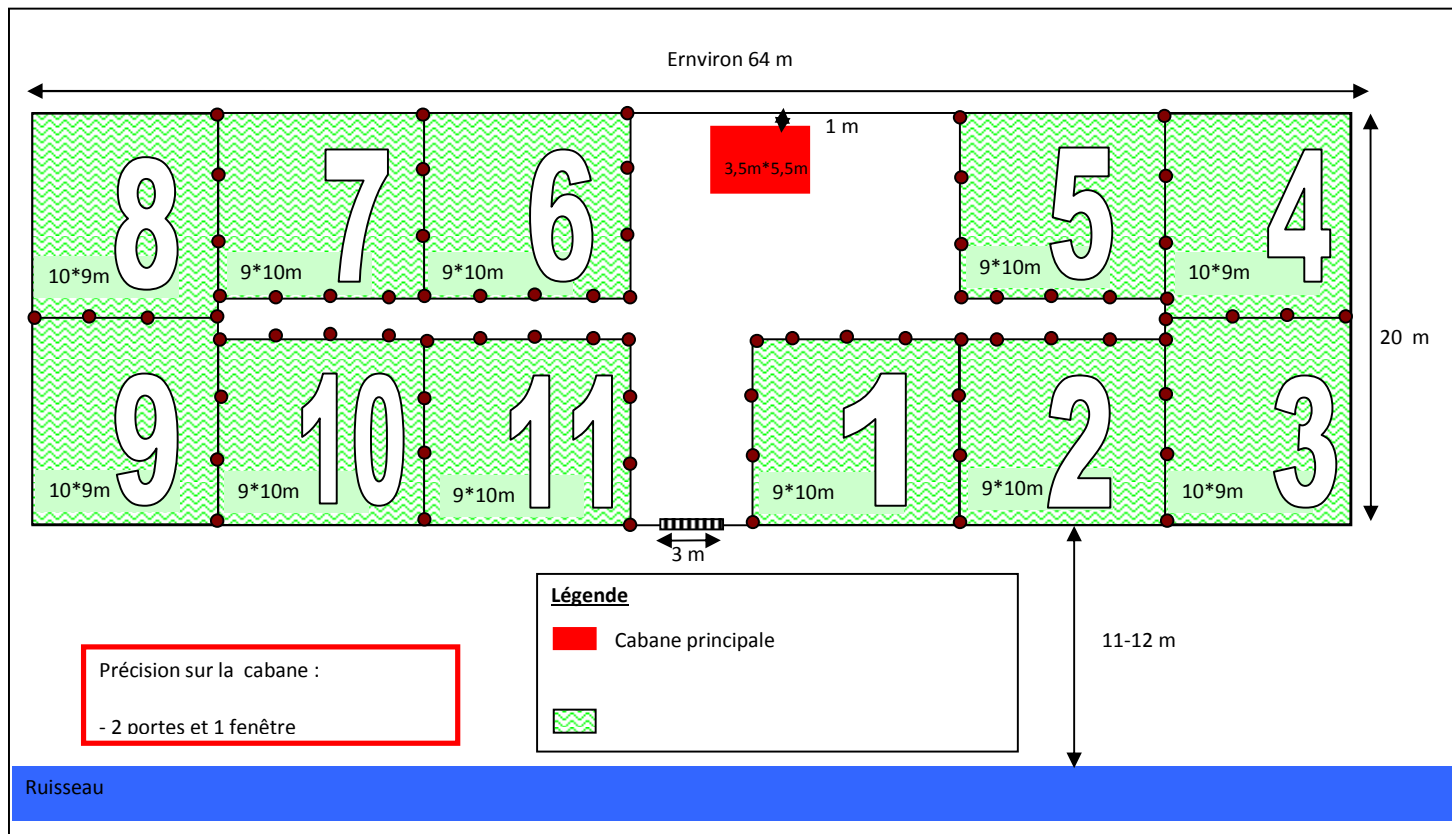 Ernviron 64 m
1 m
3,5m*5,5m
8
7
6
5
4
10*9m
9*10m
9*10m
9*10m
10*9m
20 m
9
10
11
1
2
3
10*9m
9*10m
9*10m
9*10m
9*10m
10*9m
3 m
Légende
Cabane principale
11-12 m
Précision sur la cabane :
- 2 portes et 1 fenêtre
Ruisseau